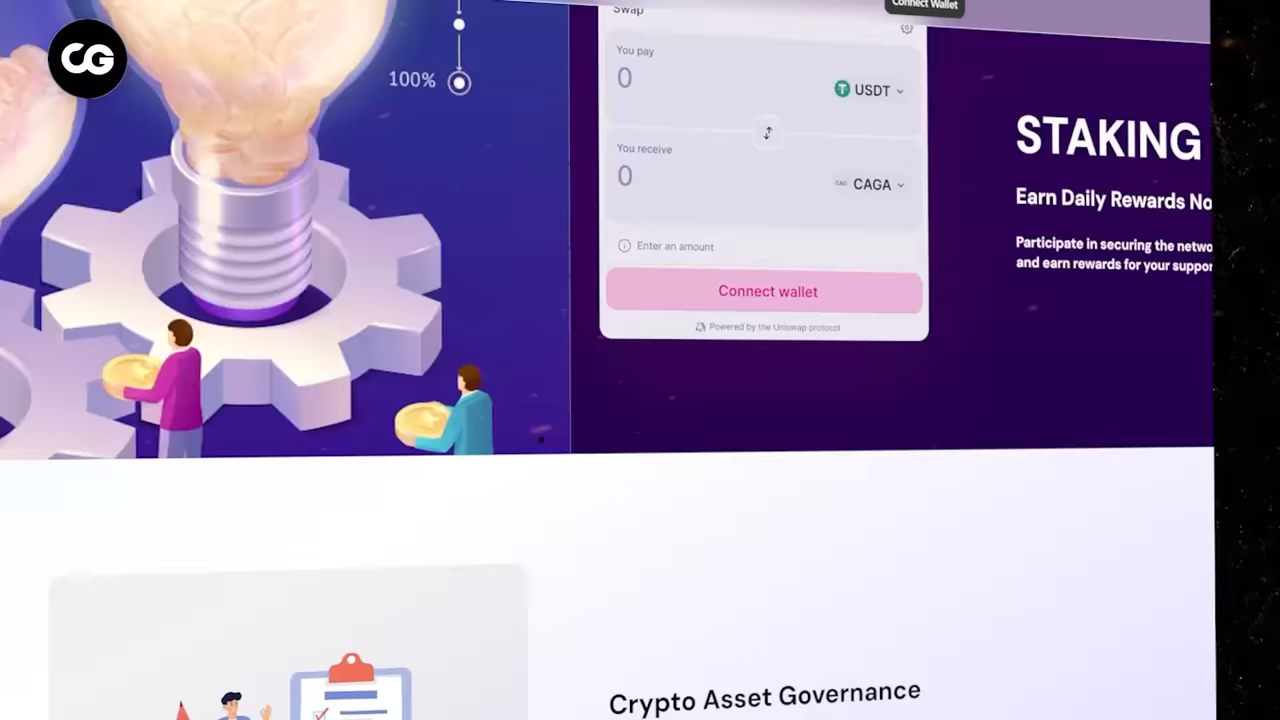 CG
100%
Connect Wallet
Swap
You pay
0
USDT
You receive
0
CAG CAGA
Enter an amount
Connect wallet
Powered by the Uniswap protocol
STAKING
Earn Daily Rewards No
Participate in securing the netwo
and earn rewards for your suppor
Crypto Asset Governance